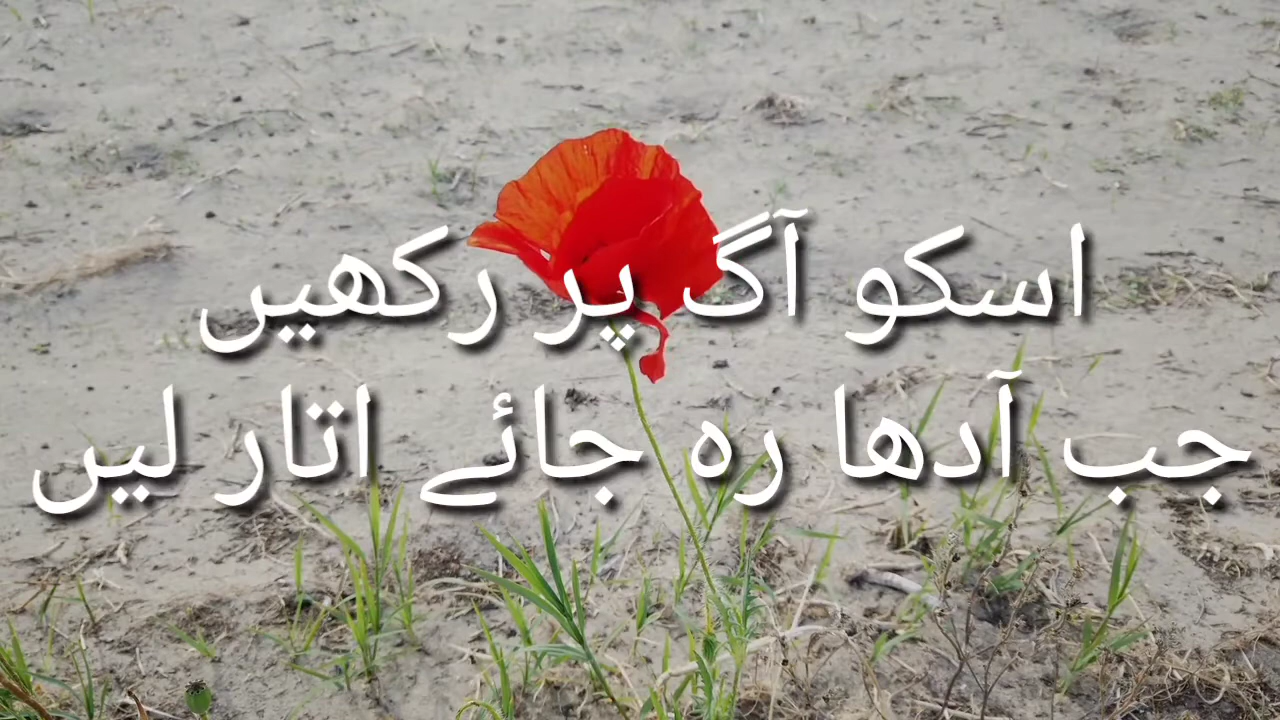 اسکو آگ پر رکھیں
جب آدھا رہ جائے اتار لیں